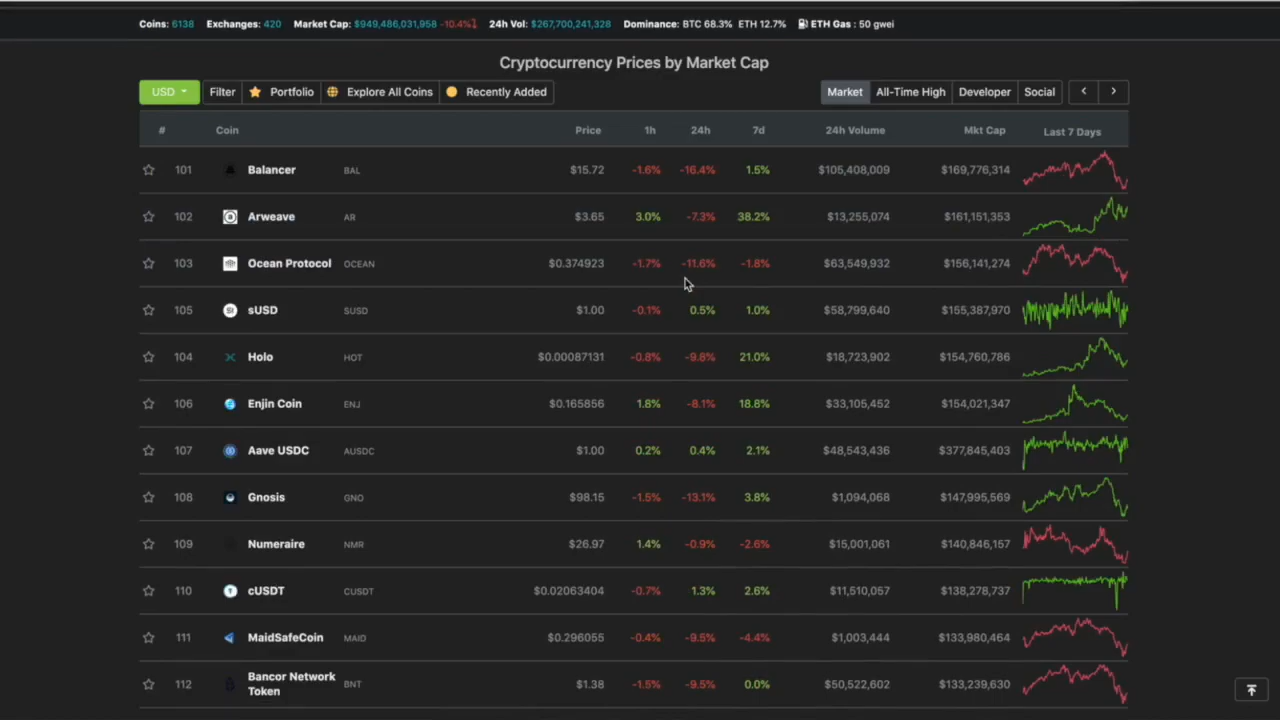 Coins: 6138 Exchanges: 420 Market Cap: $949,486,031,958 -10.4% 24h Vol: $267,700,241,328 Dominance: BTC 68.3% ETH 12.7% ETH Gas : 50 gwei
Cryptocurrency Prices by Market Cap
USD Filter Portfolio Explore All Coins Recently Added Market All-Time High Developer Social
# Coin Price 1h 24h 7d 24h Volume Mkt Cap Last 7 Days
101 Balancer BAL $15.72 -1.6% -16.4% 1.5% $105,408,009 $169,776,314
102 Arweave AR $3.65 3.0% -7.3% 38.2% $13,255,074 $161,151,353
103 Ocean Protocol OCEAN $0.374923 -1.7% -11.6% -1.8% $63,549,932 $156,141,274
105 sUSD SUSD $1.00 -0.1% 0.5% 1.0% $58,799,640 $155,387,970
104 Holo HOT $0.00087131 -0.8% -9.8% 21.0% $18,723,902 $154,760,786
106 Enjin Coin ENJ $0.165856 1.8% -8.1% 18.8% $33,105,452 $154,021,347
107 Aave USDC AUSDC $1.00 0.2% 0.4% 2.1% $48,543,436 $377,845,403
108 Gnosis GNO $98.15 -1.5% -13.1% 3.8% $1,094,068 $147,995,569
109 Numeraire NMR $26.97 1.4% -0.9% -2.6% $15,001,061 $140,846,157
110 cUSDT CUSDT $0.02063404 -0.7% 1.3% 2.6% $11,510,057 $138,278,737
111 MaidSafeCoin MAID $0.296055 -0.4% -9.5% -4.4% $1,003,444 $133,980,464
112 Bancor Network Token BNT $1.38 -1.5% -9.5% 0.0% $50,522,602 $133,239,630